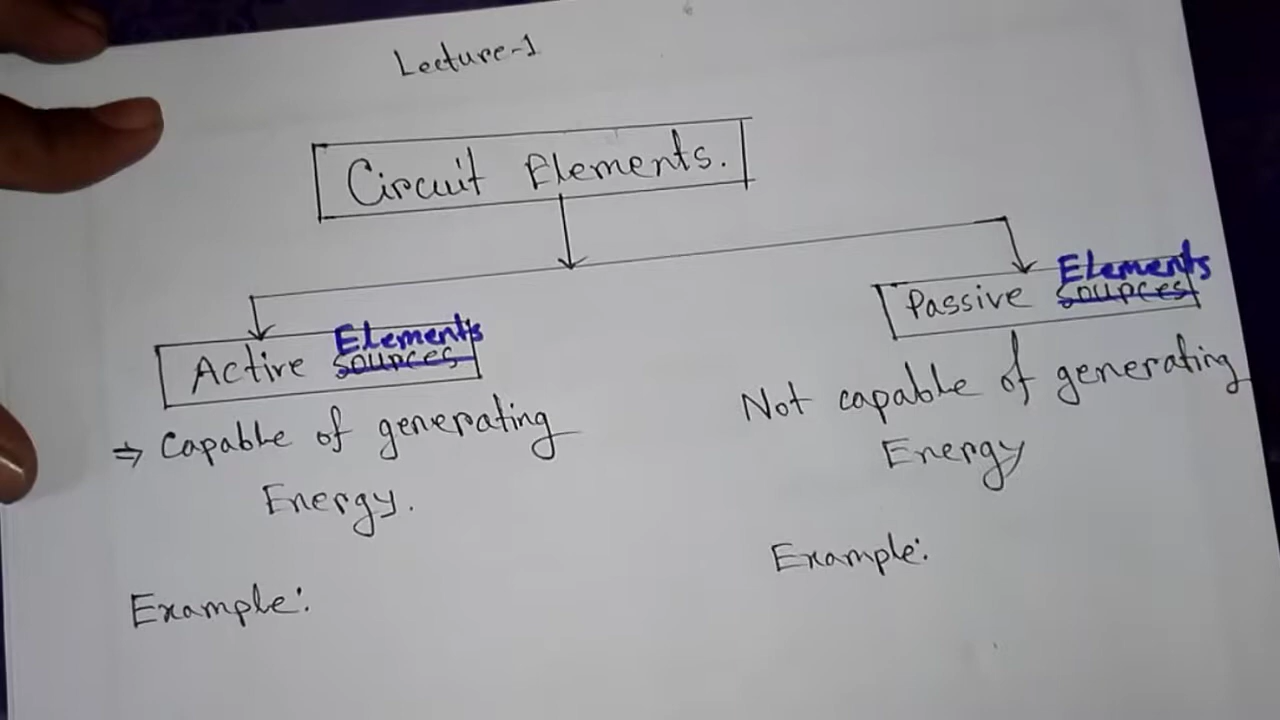 Lecture-1
Circuit Elements.
Active sources Elements
Passive sources Elements
⇒ Capable of generating
Energy.
Not capable of generating
Energy
Example:
Example: